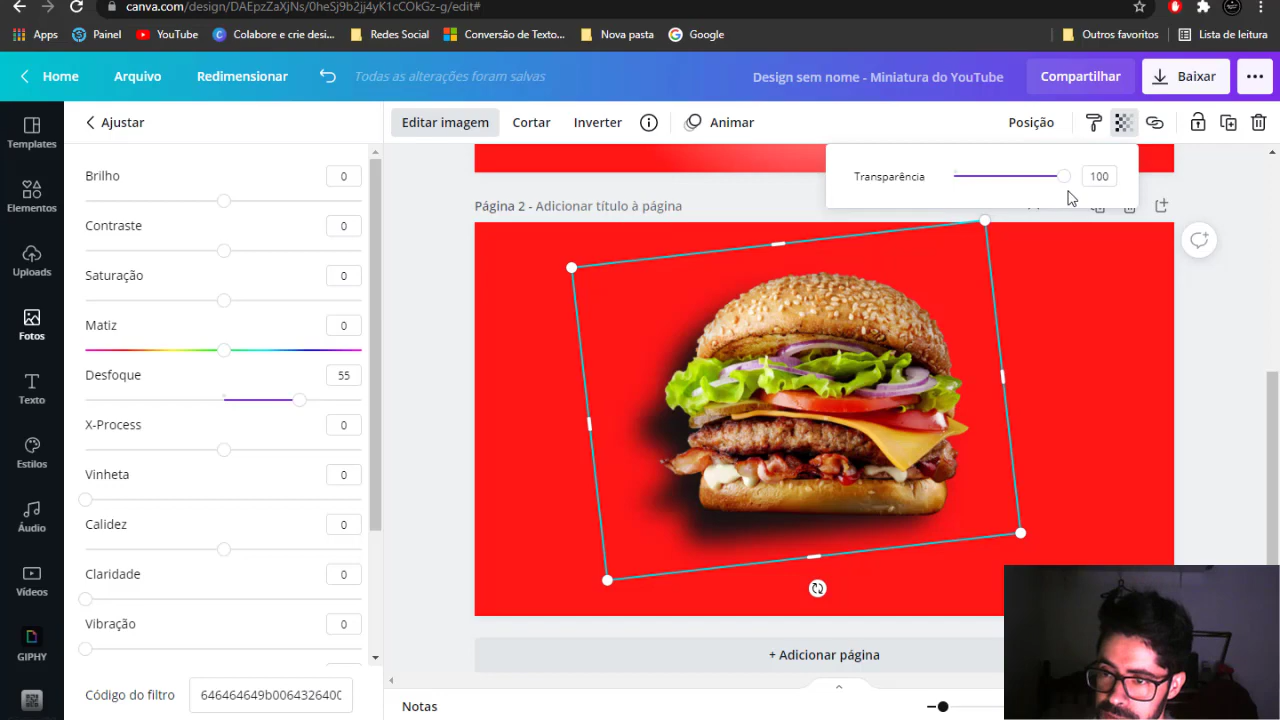 canva.com/design/DAEpzZaXjNs/0heSj9b2jj4yK1cCOkGz-g/edit#
Apps Painel YouTube Colabore e crie desi... Redes Social Conversão de Texto... Nova pasta Google Outros favoritos Lista de leitura
Home Arquivo Redimensionar Todas as alterações foram salvas Design sem nome - Miniatura do YouTube Compartilhar Baixar
Ajustar Editar imagem Cortar Inverter Animar Posição
Templates
Elementos
Uploads
Fotos
Texto
Estilos
Áudio
Vídeos
GIPHY
Brilho 0
Contraste 0
Saturação 0
Matiz 0
Desfoque 55
X-Process 0
Vinheta 0
Calidez 0
Claridade 0
Vibração 0
Código do filtro 646464649b006432640
Transparência 100
Página 2 - Adicionar título à página
+ Adicionar página
Notas